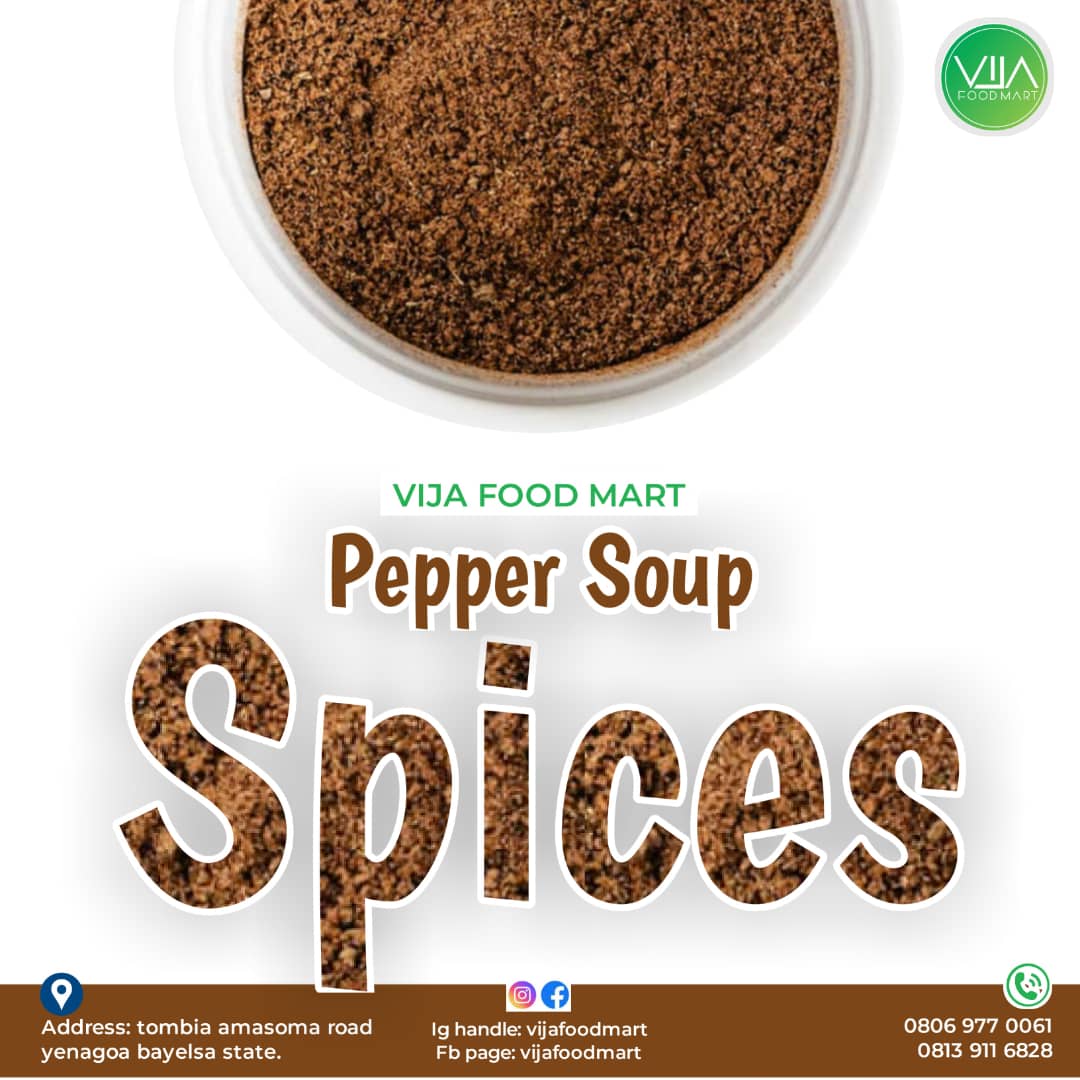 VIJA
FOOD MART
VIJA FOOD MART
Pepper Soup
Spices
Address: tombia amasoma road
yenagoa bayelsa state.
Ig handle: vijafoodmart
Fb page: vijafoodmart
0806 977 0061
0813 911 6828